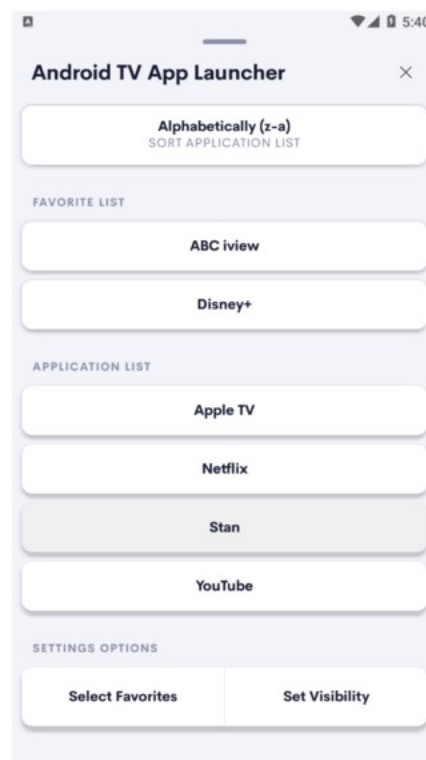 5:40
Android TV App Launcher
Alphabetically (z-a)
SORT APPLICATION LIST
FAVORITE LIST
ABC iview
Disney+
APPLICATION LIST
Apple TV
Netflix
Stan
YouTube
SETTINGS OPTIONS
Select Favorites
Set Visibility